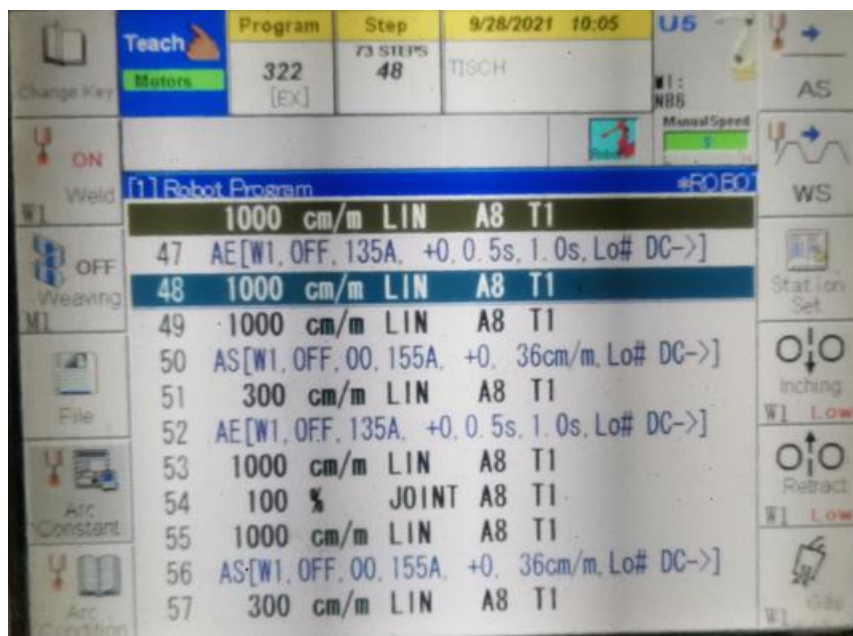 Change Key
Teach
Motors
Program
322
[EX]
Step
73 STEPS
48
9/28/2021 10:05
TISCH
U5
W1:
N86
AS
Manual Speed
5
ON
Weld
W1
[1] Robot Program
*ROBOT
WS
1000 cm/m LIN A8 T1
47 AE[W1, OFF, 135A, +0, 0.5s, 1.0s, Lo# DC->]
48 1000 cm/m LIN A8 T1
49 1000 cm/m LIN A8 T1
50 AS[W1, OFF, 00, 155A, +0, 36cm/m, Lo# DC->]
51 300 cm/m LIN A8 T1
52 AE[W1, OFF, 135A, +0, 0.5s, 1.0s, Lo# DC->]
53 1000 cm/m LIN A8 T1
54 100 % JOINT A8 T1
55 1000 cm/m LIN A8 T1
56 AS[W1, OFF, 00, 155A, +0, 36cm/m, Lo# DC->]
57 300 cm/m LIN A8 T1
OFF
Weaving
M1
File
Arc
Constant
Arc
Condition
Station
Set
Inching
W1 Low
Retract
W1 Low
Gas
W1